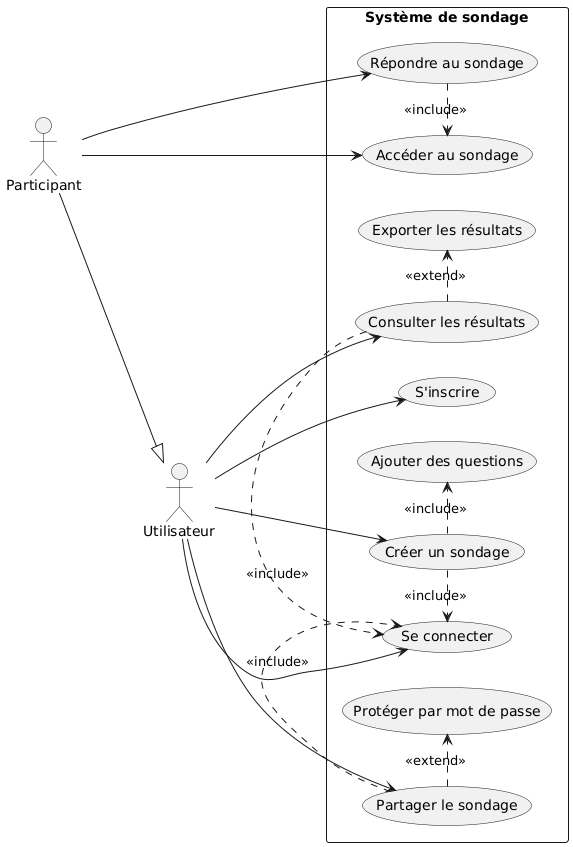 Système de sondage
Répondre au sondage
«include»
Accéder au sondage
Participant
Exporter les résultats
«extend»
Consulter les résultats
S'inscrire
Ajouter des questions
«include»
Utilisateur
Créer un sondage
«include»
«include»
Se connecter
«include»
Protéger par mot de passe
«extend»
Partager le sondage